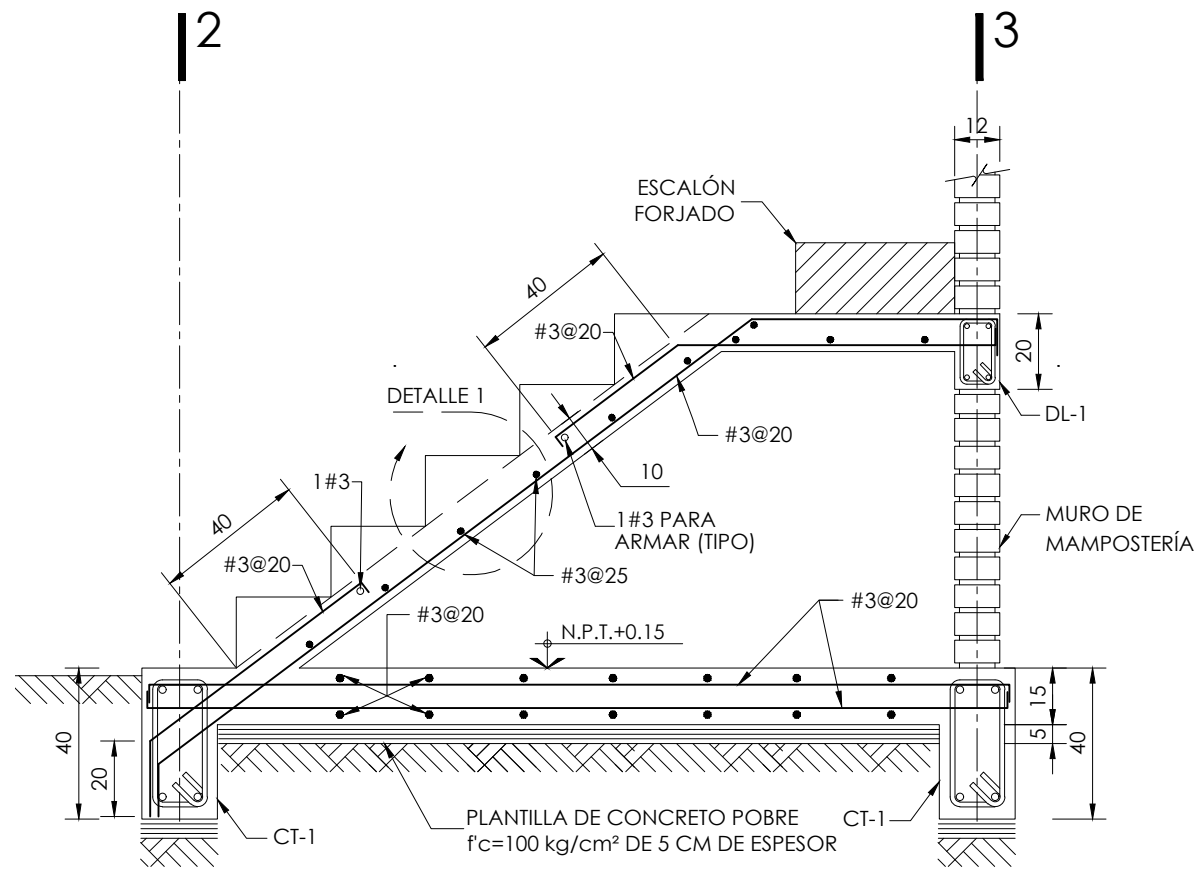 2
3
12
ESCALÓN
FORJADO
40
#3@20
20
DETALLE 1
DL-1
#3@20
10
1#3
40
1#3 PARA
ARMAR (TIPO)
MURO DE
MAMPOSTERÍA
#3@20
#3@25
#3@20
#3@20
N.P.T.+0.15
40
20
15
5
40
PLANTILLA DE CONCRETO POBRE
f'c=100 kg/cm² DE 5 CM DE ESPESOR
CT-1
CT-1